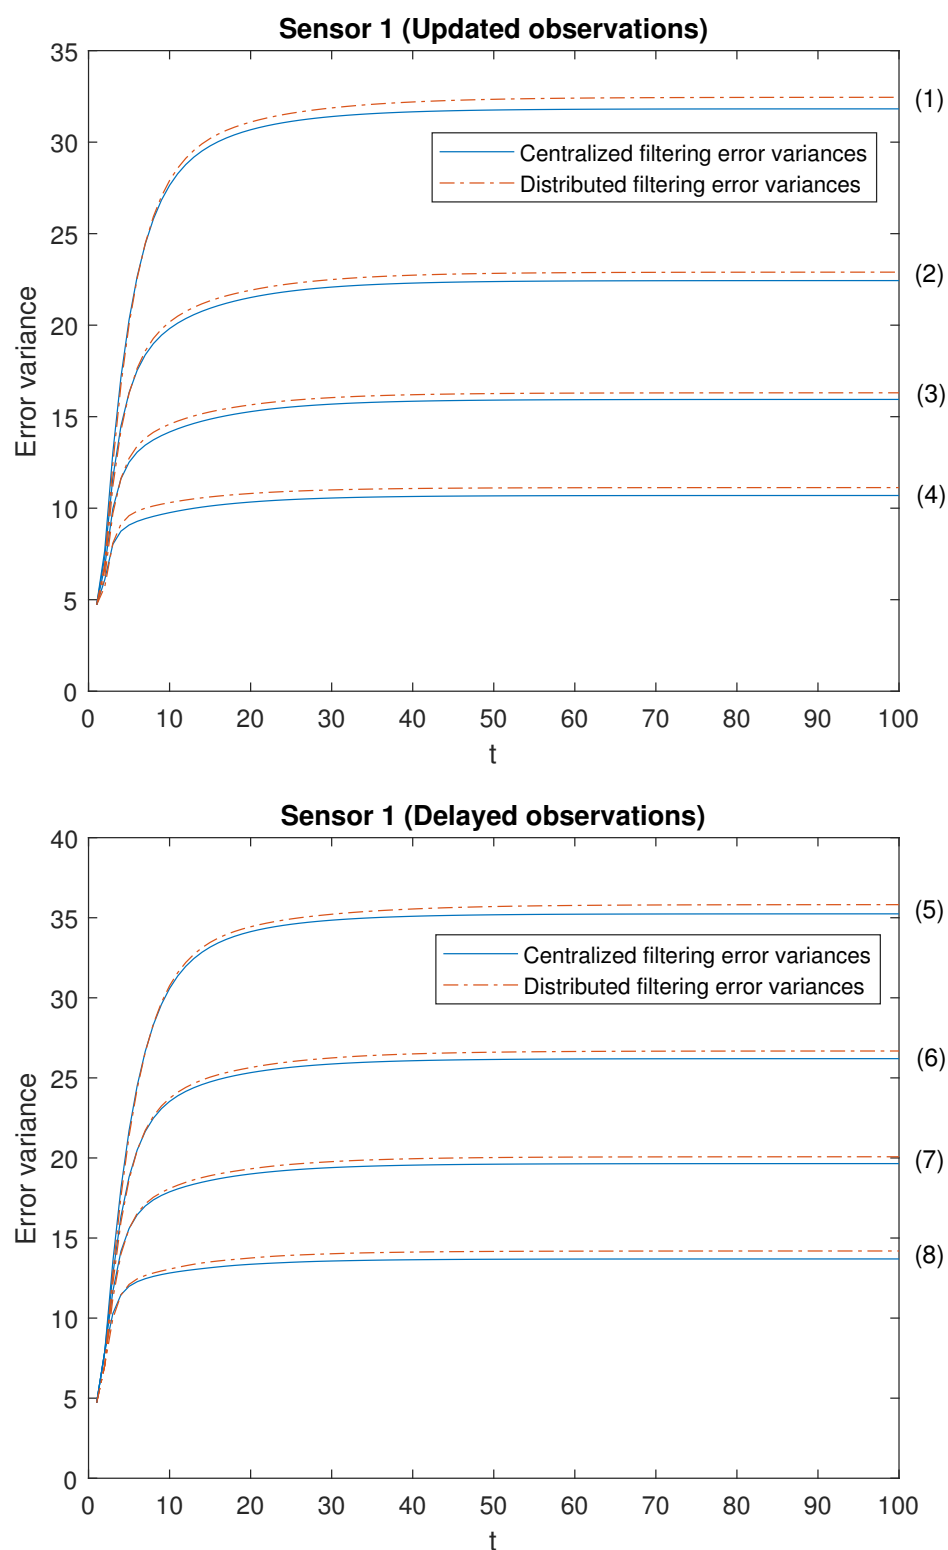 Sensor 1 (Updated observations)
35
(1)
30
Centralized filtering error variances
Distributed filtering error variances
25
(2)
20
Error variance
(3)
15
(4)
10
5
0
0 10 20 30 40 50 60 70 80 90 100
t
Sensor 1 (Delayed observations)
40
35
(5)
Centralized filtering error variances
Distributed filtering error variances
30
(6)
25
Error variance
20
(7)
15
(8)
10
5
0
0 10 20 30 40 50 60 70 80 90 100
t